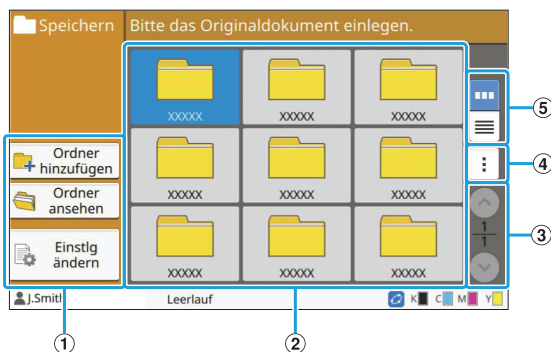 Speichern
Bitte das Originaldokument einlegen.
XXXXX
XXXXX
XXXXX
Ordner
hinzufügen
Ordner
ansehen
Einstlg
ändern
XXXXX
XXXXX
XXXXX
XXXXX
XXXXX
XXXXX
5
4
1
1
3
J.Smith
Leerlauf
K
C
M
Y
1
2